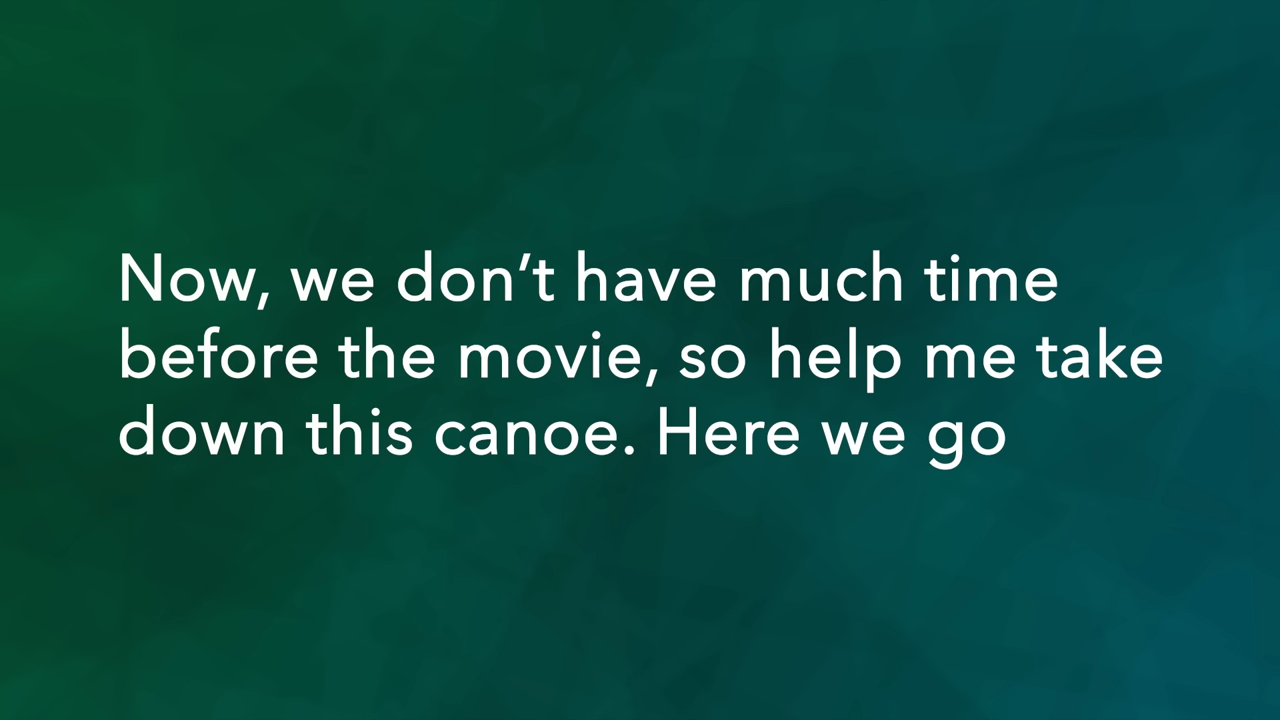 Now, we don’t have much time
before the movie, so help me take
down this canoe. Here we go